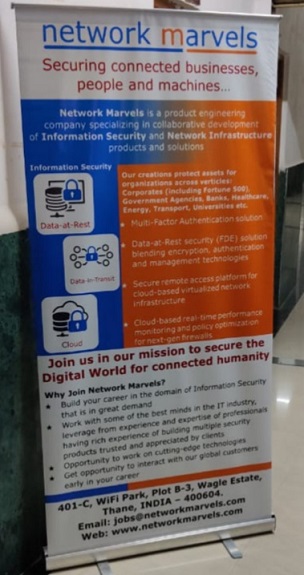 network marvels
Securing connected businesses,
people and machines...
Network Marvels is a product engineering
company specializing in collaborative development
of Information Security and Network Infrastructure
products and solutions
Information Security
Data-at-Rest
Data-in-Transit
Cloud
Our creations protect assets for
organizations across verticles:
Corporates (including Fortune 500),
Government Agencies, Banks, Healthcare,
Energy, Transport, Universities etc.
• Multi-Factor Authentication solution
• Data-at-Rest security (FDE) solution
blending encryption, authentication
and management technologies
• Secure remote access platform for
cloud-based virtualized network
infrastructure
• Cloud-based real-time performance
monitoring and policy optimization
for next-gen firewalls
Join us in our mission to secure the
Digital World for connected humanity
Why Join Network Marvels?
• Build your career in the domain of Information Security
that is in great demand
• Work with some of the best minds in the IT industry,
leverage from experience and expertise of professionals
having rich experience of building multiple security
products trusted and appreciated by clients
• Opportunity to work on cutting-edge technologies
• Get opportunity to interact with our global customers
early in your career
401-C, WiFi Park, Plot B-3, Wagle Estate,
Thane, INDIA - 400604.
Email: jobs@networkmarvels.com
Web: www.networkmarvels.com